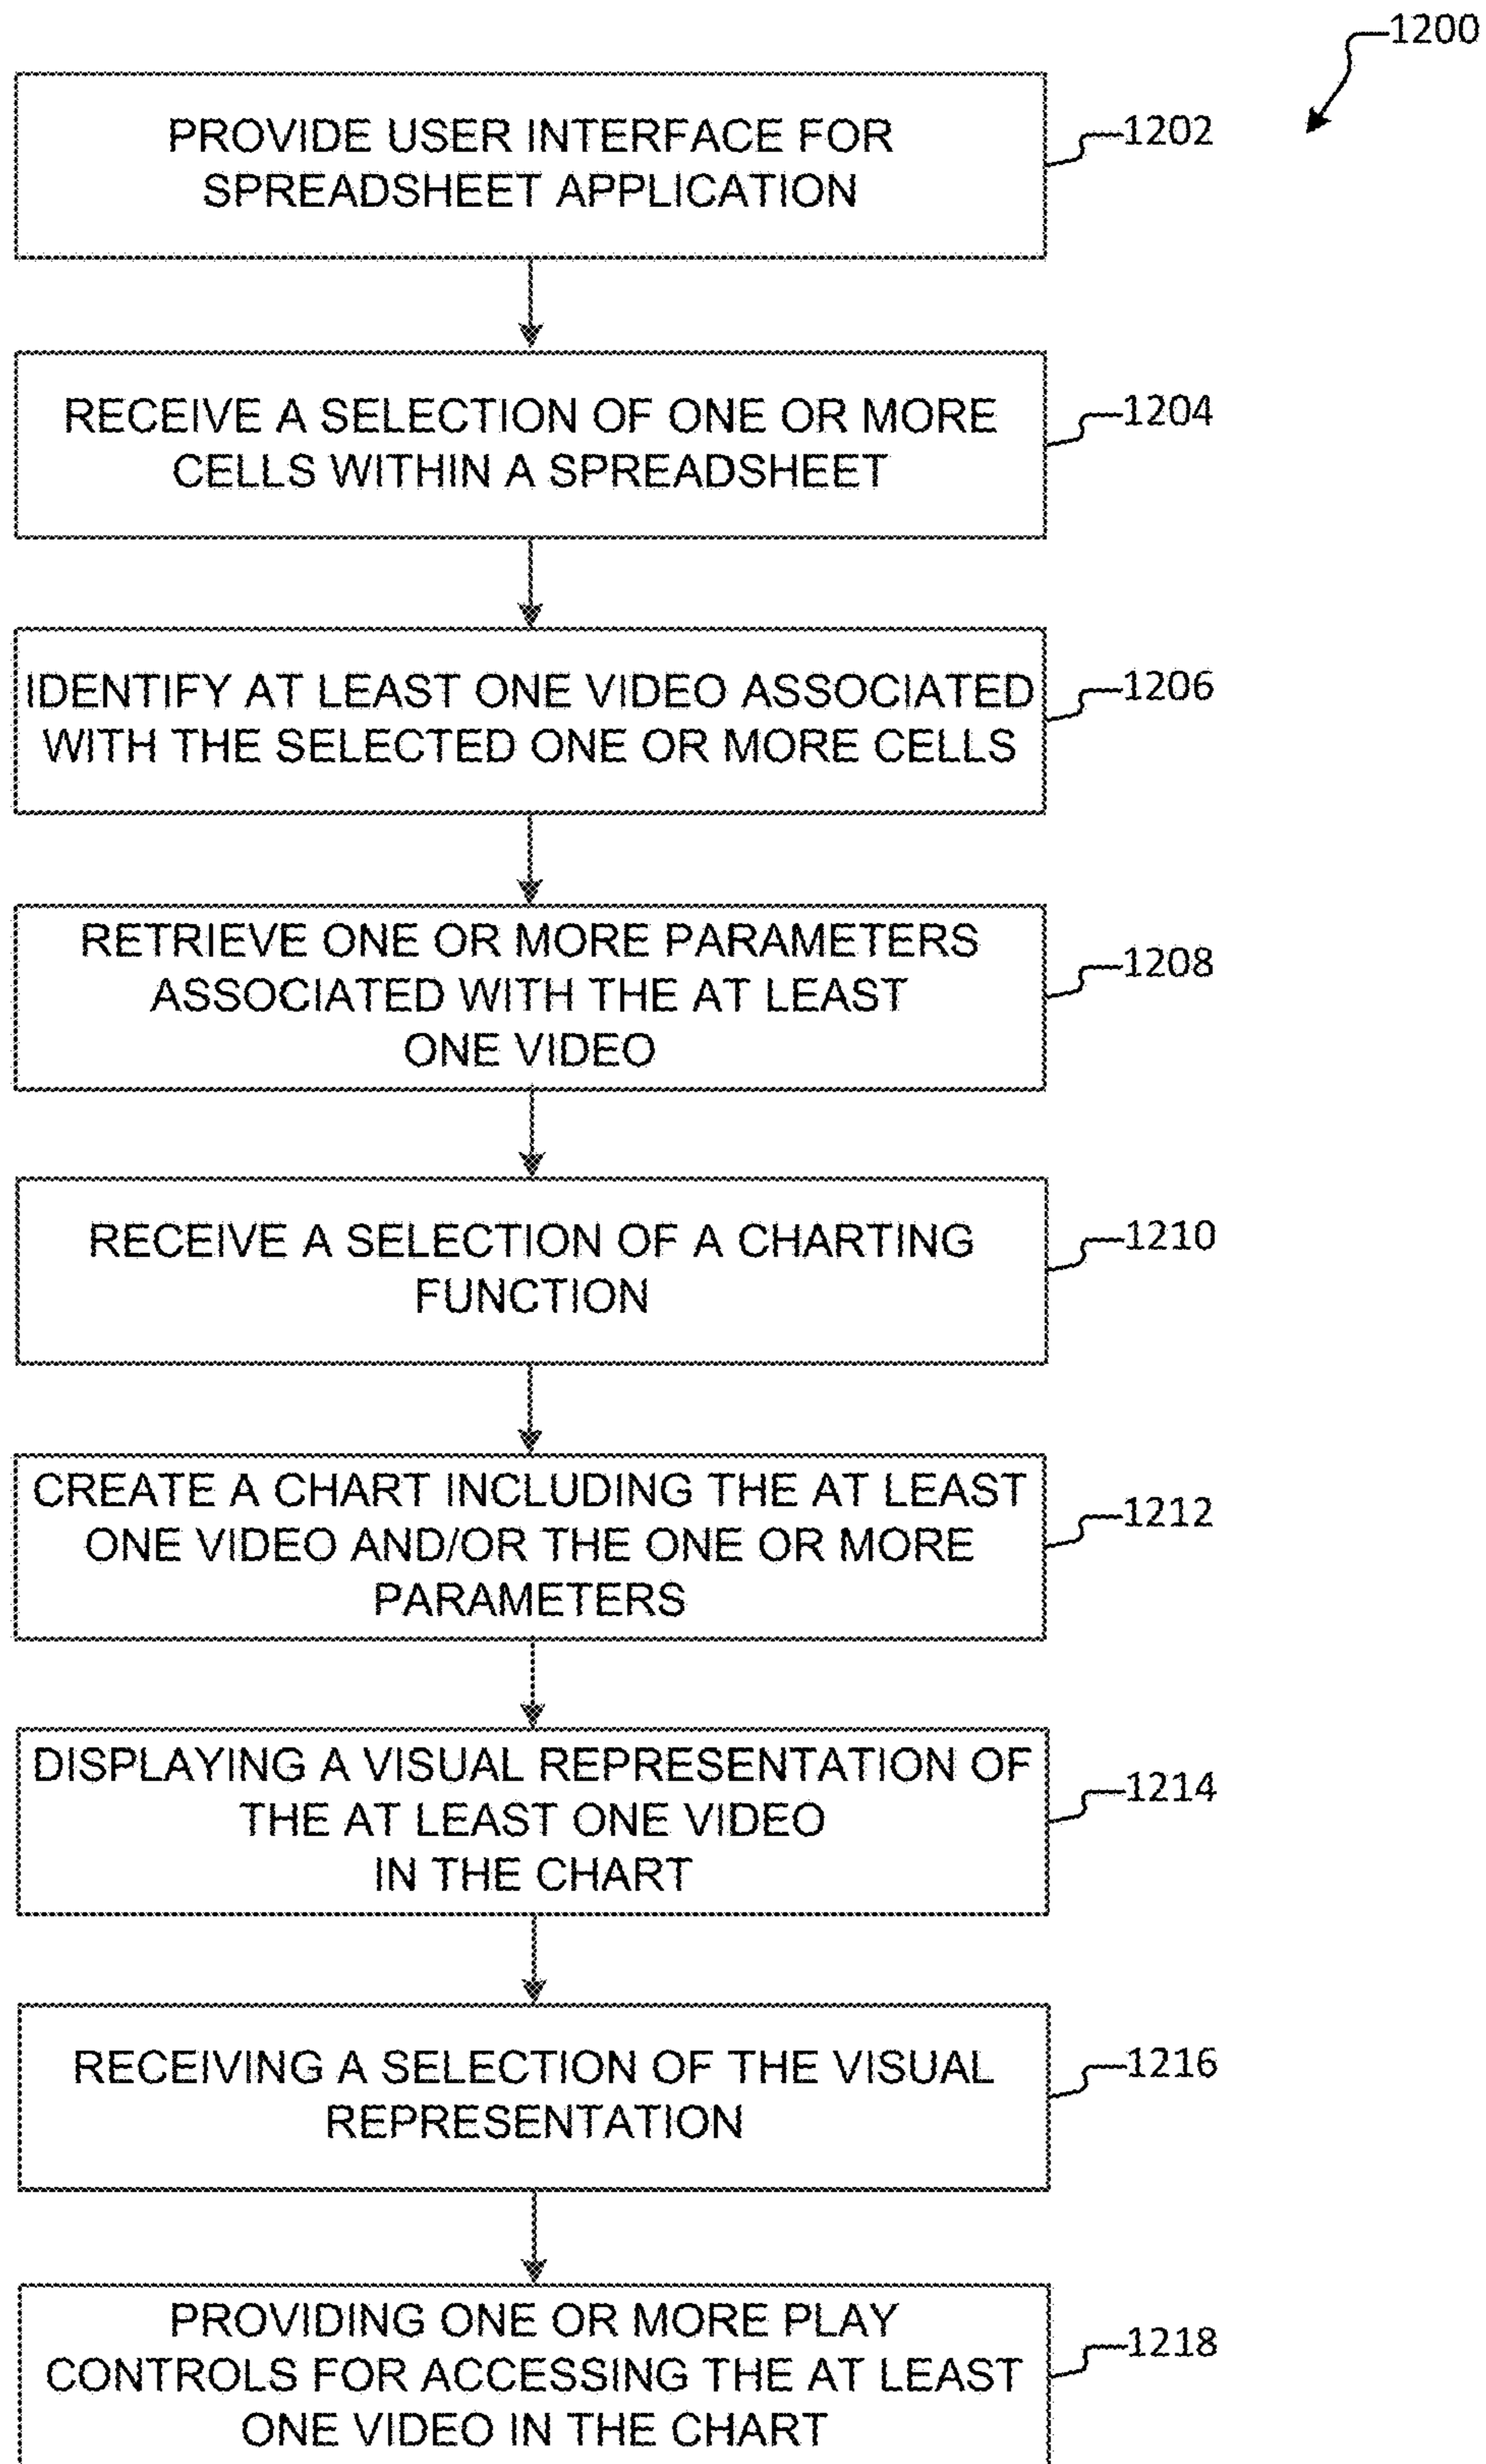 1200
PROVIDE USER INTERFACE FOR
SPREADSHEET APPLICATION
1202
RECEIVE A SELECTION OF ONE OR MORE
CELLS WITHIN A SPREADSHEET
1204
IDENTIFY AT LEAST ONE VIDEO ASSOCIATED
WITH THE SELECTED ONE OR MORE CELLS
1206
RETRIEVE ONE OR MORE PARAMETERS
ASSOCIATED WITH THE AT LEAST
ONE VIDEO
1208
RECEIVE A SELECTION OF A CHARTING
FUNCTION
1210
CREATE A CHART INCLUDING THE AT LEAST
ONE VIDEO AND/OR THE ONE OR MORE
PARAMETERS
1212
DISPLAYING A VISUAL REPRESENTATION OF
THE AT LEAST ONE VIDEO
IN THE CHART
1214
RECEIVING A SELECTION OF THE VISUAL
REPRESENTATION
1216
PROVIDING ONE OR MORE PLAY
CONTROLS FOR ACCESSING THE AT LEAST
ONE VIDEO IN THE CHART
1218